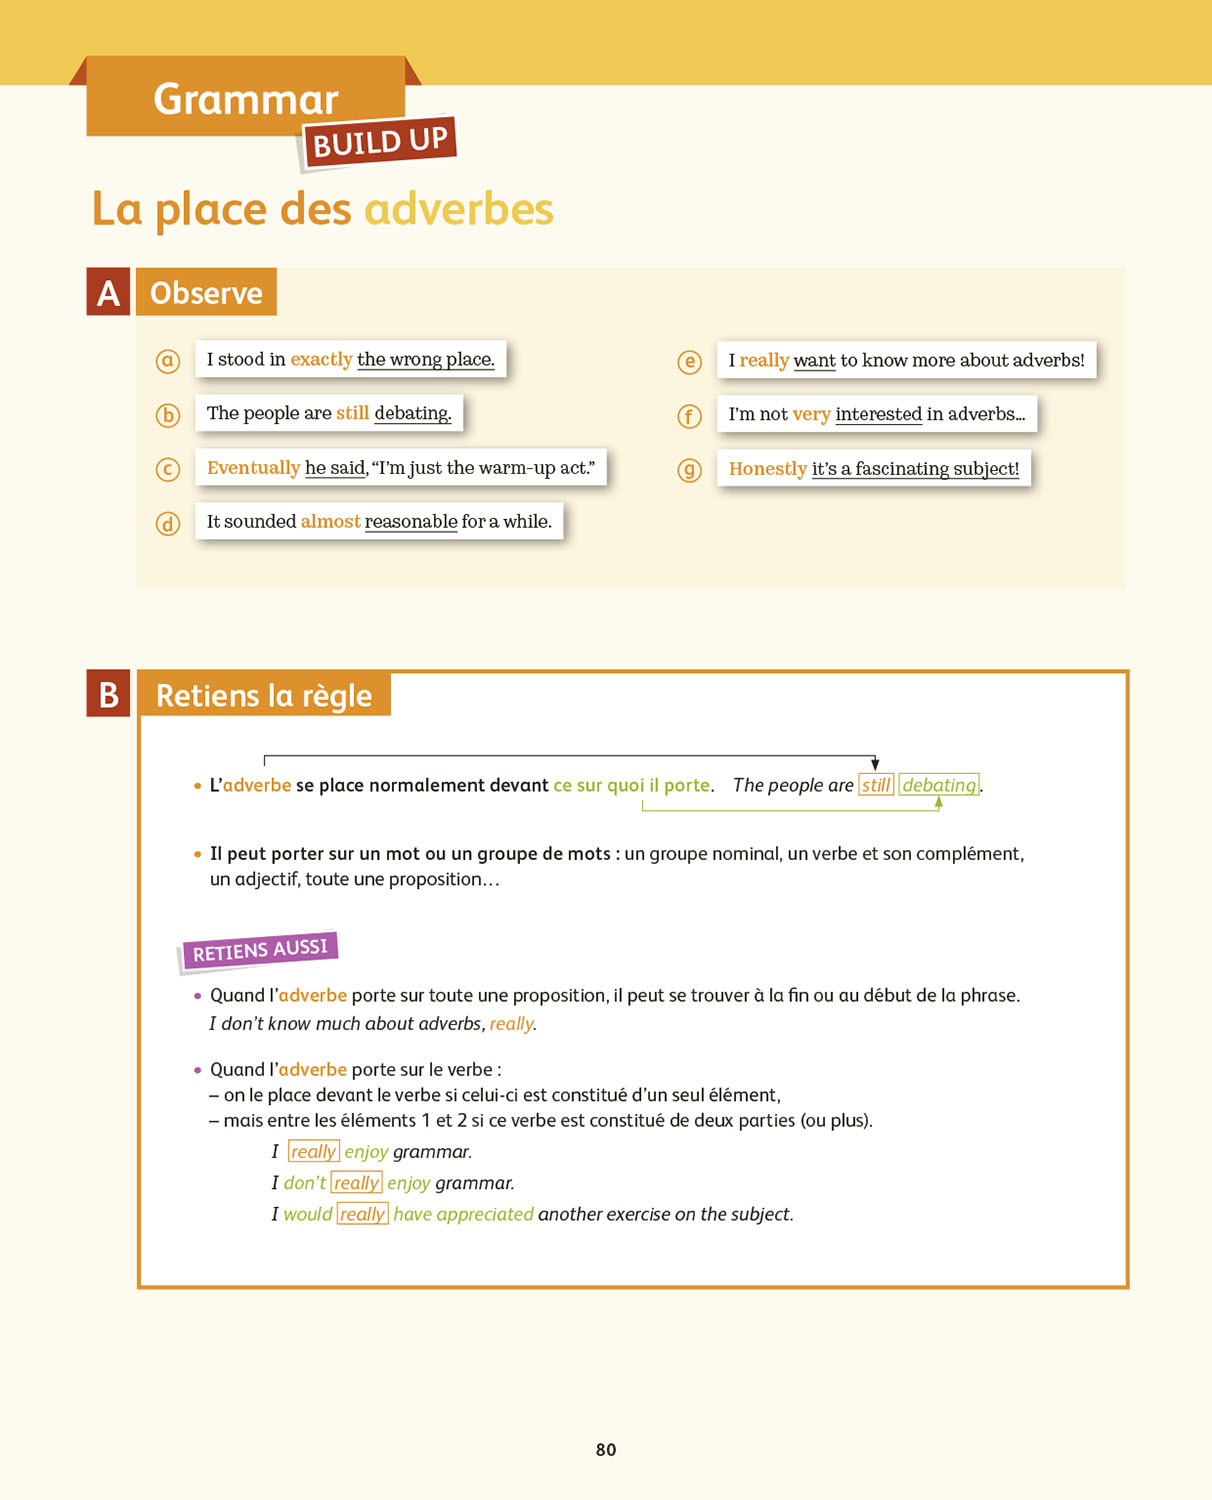 Grammar
BUILD UP
La place des adverbes
A Observe
a I stood in exactly the wrong place.
b The people are still debating.
c Eventually he said, “I’m just the warm-up act.”
d It sounded almost reasonable for a while.
e I really want to know more about adverbs!
f I’m not very interested in adverbs...
g Honestly it’s a fascinating subject!
B Retiens la règle
• L’adverbe se place normalement devant ce sur quoi il porte. The people are still debating.
• Il peut porter sur un mot ou un groupe de mots : un groupe nominal, un verbe et son complément,
un adjectif, toute une proposition…
RETIENS AUSSI
• Quand l’adverbe porte sur toute une proposition, il peut se trouver à la fin ou au début de la phrase.
I don’t know much about adverbs, really.
• Quand l’adverbe porte sur le verbe :
– on le place devant le verbe si celui-ci est constitué d’un seul élément,
– mais entre les éléments 1 et 2 si ce verbe est constitué de deux parties (ou plus).
I really enjoy grammar.
I don’t really enjoy grammar.
I would really have appreciated another exercise on the subject.
80